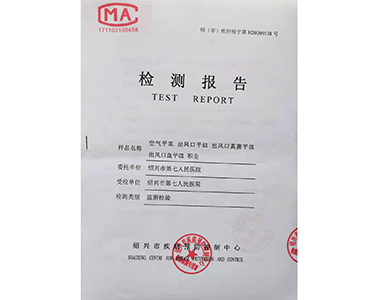 CMA
171103100458
检测报告
TEST REPORT
样品名称
空气平皿 出风口平皿 出风口真菌平皿
出风口血平皿 积尘
委托单位 绍兴市第七人民医院
受检单位 绍兴市第七人民医院
检测类别 监测检验
绍兴市疾病预防控制中心
SHAOXING CENTRE FOR DISEASE PREVENTION AND CONTROL